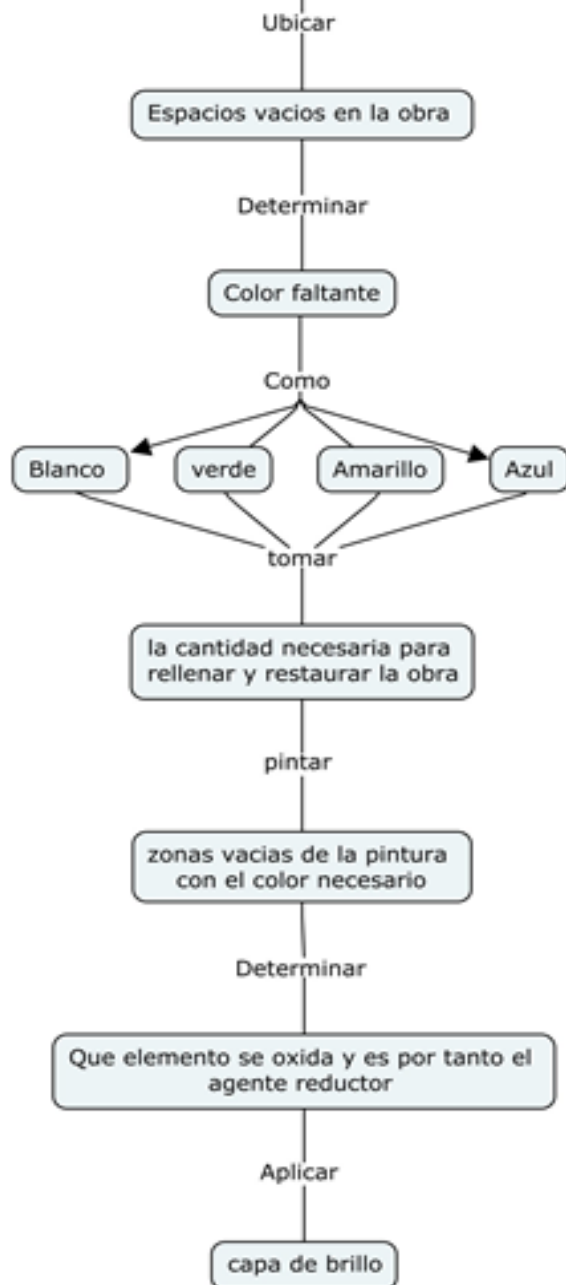 Ubicar
Espacios vacios en la obra
Determinar
Color faltante
Como
Blanco
verde
Amarillo
Azul
tomar
la cantidad necesaria para
rellenar y restaurar la obra
pintar
zonas vacias de la pintura
con el color necesario
Determinar
Que elemento se oxida y es por tanto el
agente reductor
Aplicar
capa de brillo